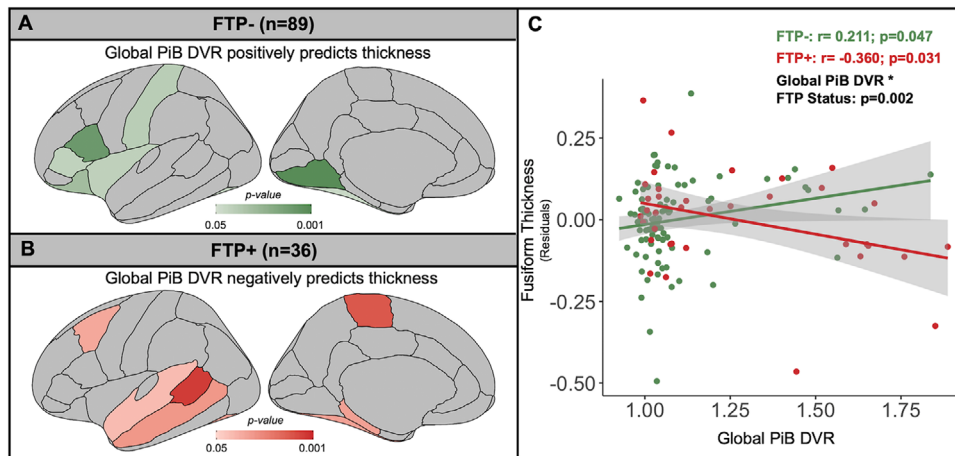 A
FTP- (n=89)
Global PiB DVR positively predicts thickness
p-value
0.05
0.001
B
FTP+ (n=36)
Global PiB DVR negatively predicts thickness
p-value
0.05
0.001
C
FTP-: r= 0.211; p=0.047
FTP+: r= -0.360; p=0.031
Global PiB DVR *
FTP Status: p=0.002
Fusiform Thickness
(Residuals)
0.25
0.00
-0.25
-0.50
1.00
1.25
1.50
1.75
Global PiB DVR